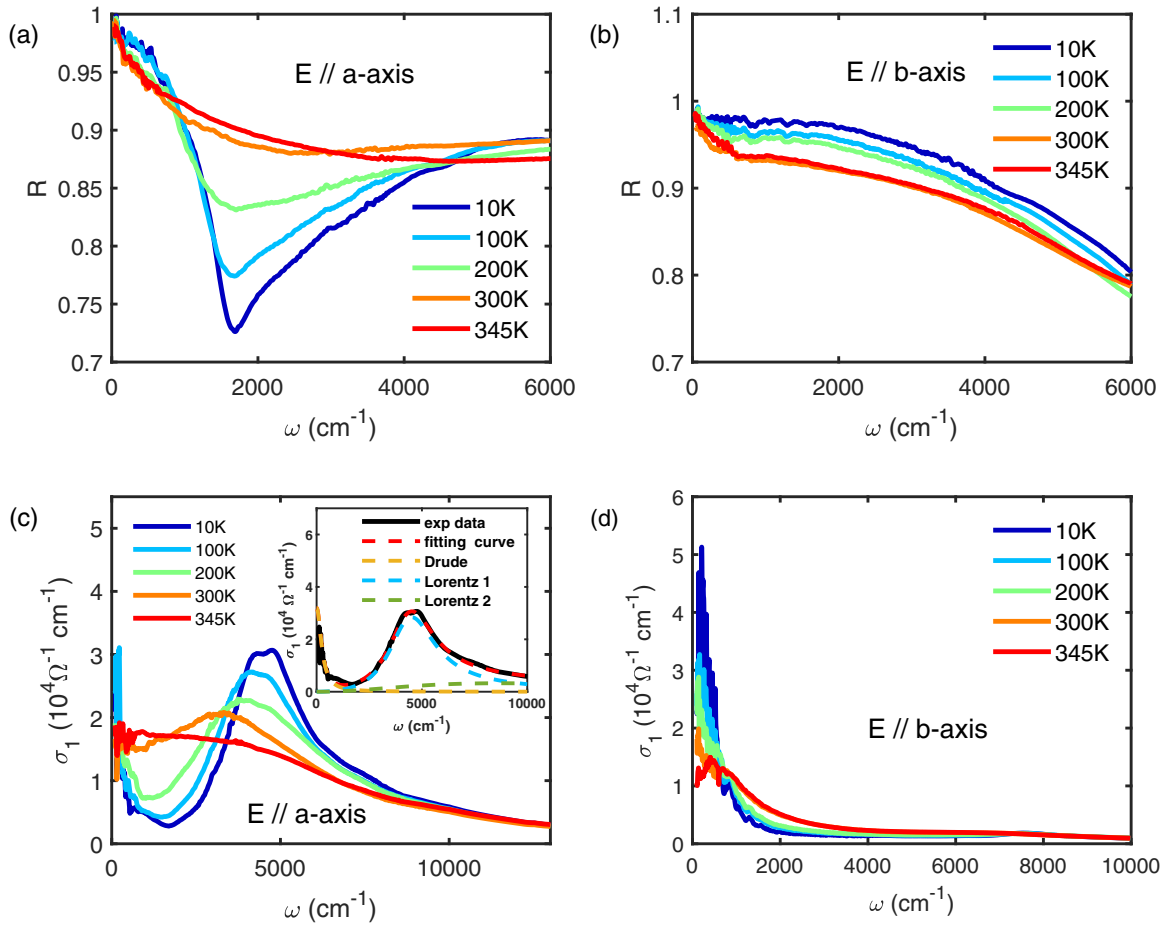 (a)
1
0.95
0.9
0.85
0.8
0.75
0.7
R
E // a-axis
10K
100K
200K
300K
345K
0
2000
4000
6000
ω (cm⁻¹)
(b)
1.1
1
0.9
0.8
0.7
R
E // b-axis
10K
100K
200K
300K
345K
0
2000
4000
6000
ω (cm⁻¹)
(c)
5
4
3
2
1
0
σ₁ (10⁴Ω⁻¹ cm⁻¹)
10K
100K
200K
300K
345K
E // a-axis
0
5000
10000
ω (cm⁻¹)
6
4
2
0
σ₁ (10⁴ Ω⁻¹ cm⁻¹)
exp data
fitting curve
Drude
Lorentz 1
Lorentz 2
0
5000
10000
ω (cm⁻¹)
(d)
6
5
4
3
2
1
0
σ₁ (10⁴Ω⁻¹ cm⁻¹)
10K
100K
200K
300K
345K
E // b-axis
0
2000
4000
6000
8000
10000
ω (cm⁻¹)